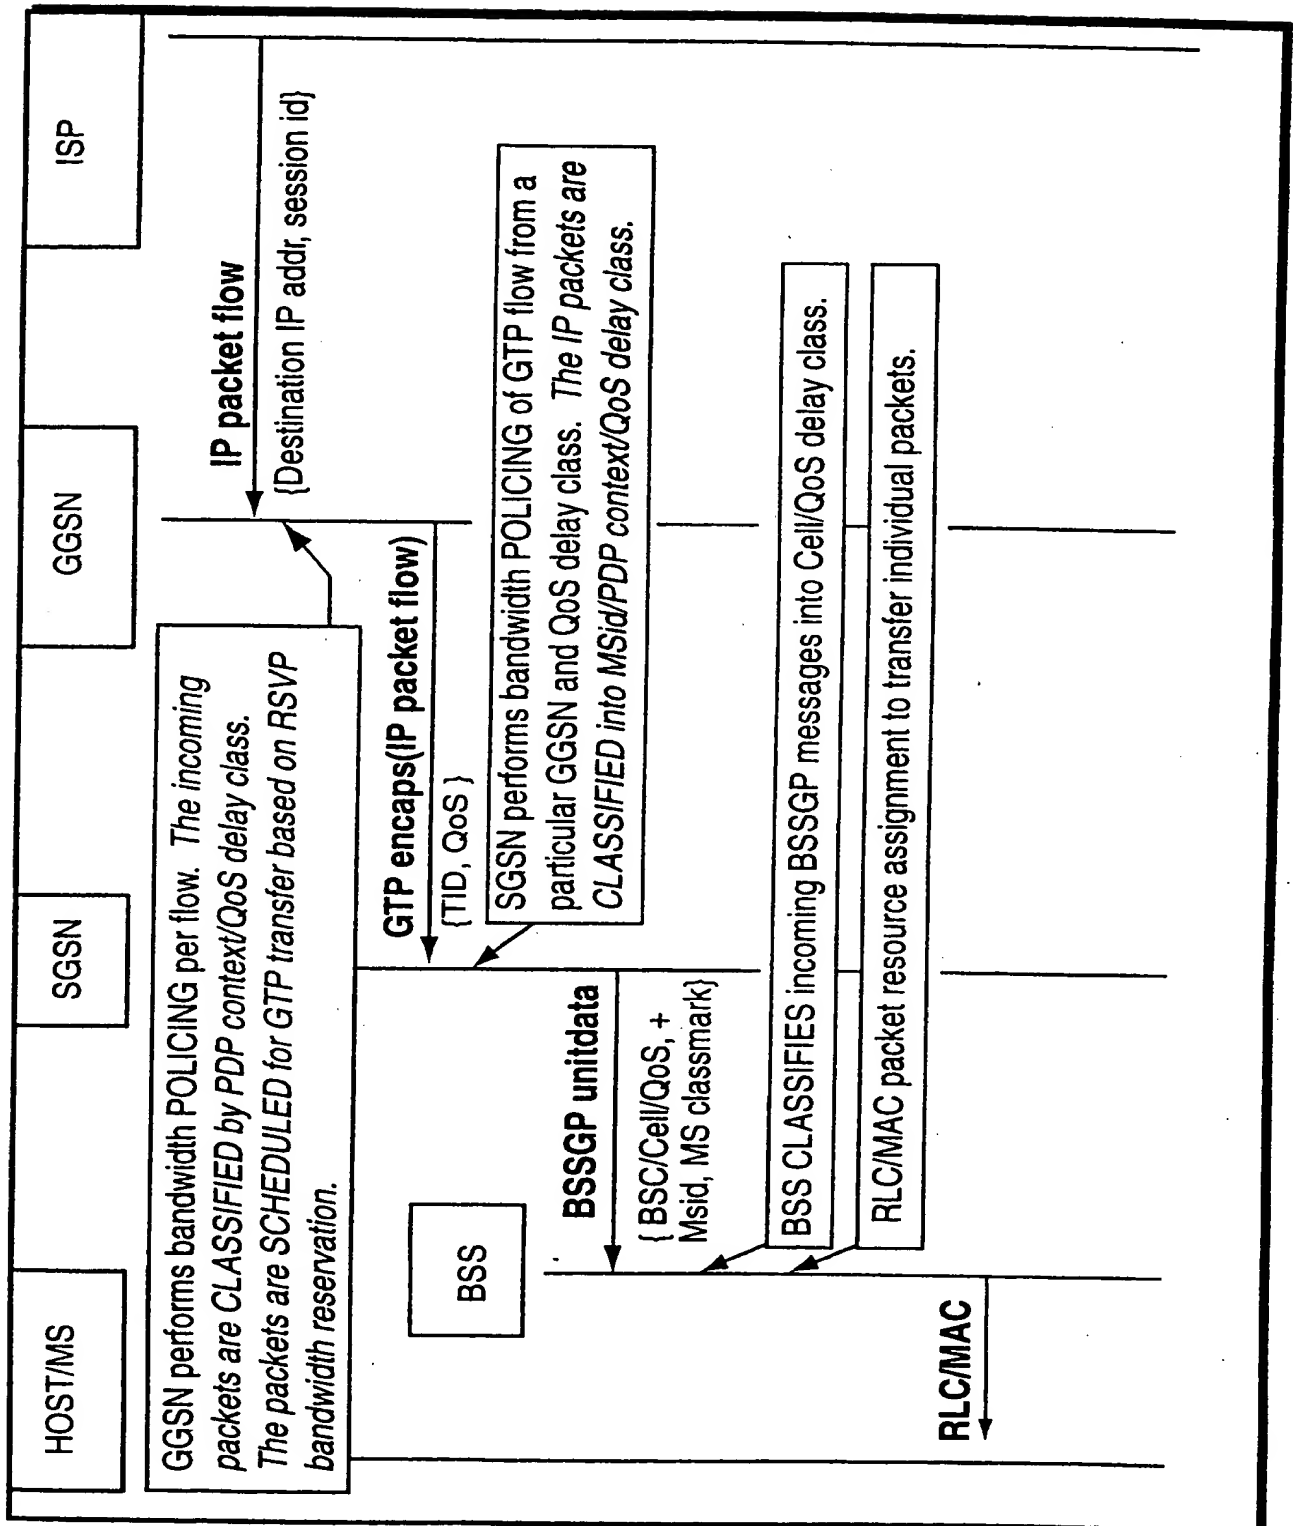 HOST/MS
SGSN
GGSN
ISP
IP packet flow
{Destination IP addr, session id}
GGSN performs bandwidth POLICING per flow. The incoming
packets are CLASSIFIED by PDP context/QoS delay class.
The packets are SCHEDULED for GTP transfer based on RSVP
bandwidth reservation.
GTP encaps(IP packet flow)
{TID, QoS }
SGSN performs bandwidth POLICING of GTP flow from a
particular GGSN and QoS delay class. The IP packets are
CLASSIFIED into MSid/PDP context/QoS delay class.
BSS
BSSGP unitdata
{ BSC/Cell/QoS, +
Msid, MS classmark}
BSS CLASSIFIES incoming BSSGP messages into Cell/QoS delay class.
RLC/MAC packet resource assignment to transfer individual packets.
RLC/MAC